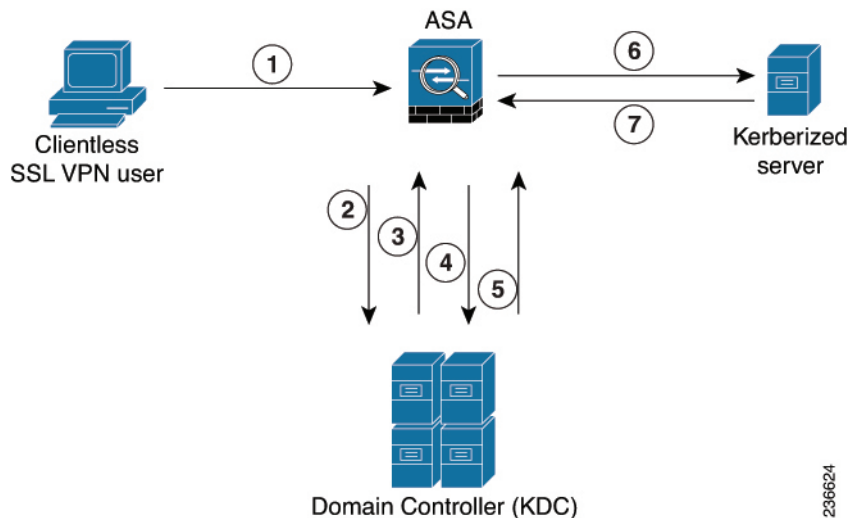 ASA
1
6
7
Clientless
SSL VPN user
Kerberized
server
2
3
4
5
Domain Controller (KDC)
236624